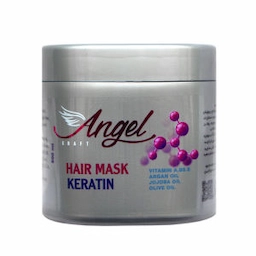 Angel
CRAFT
HAIR MASK
KERATIN
VITAMIN A,B5,E
ARGAN OIL
JOJOBA OIL
OLIVE OIL